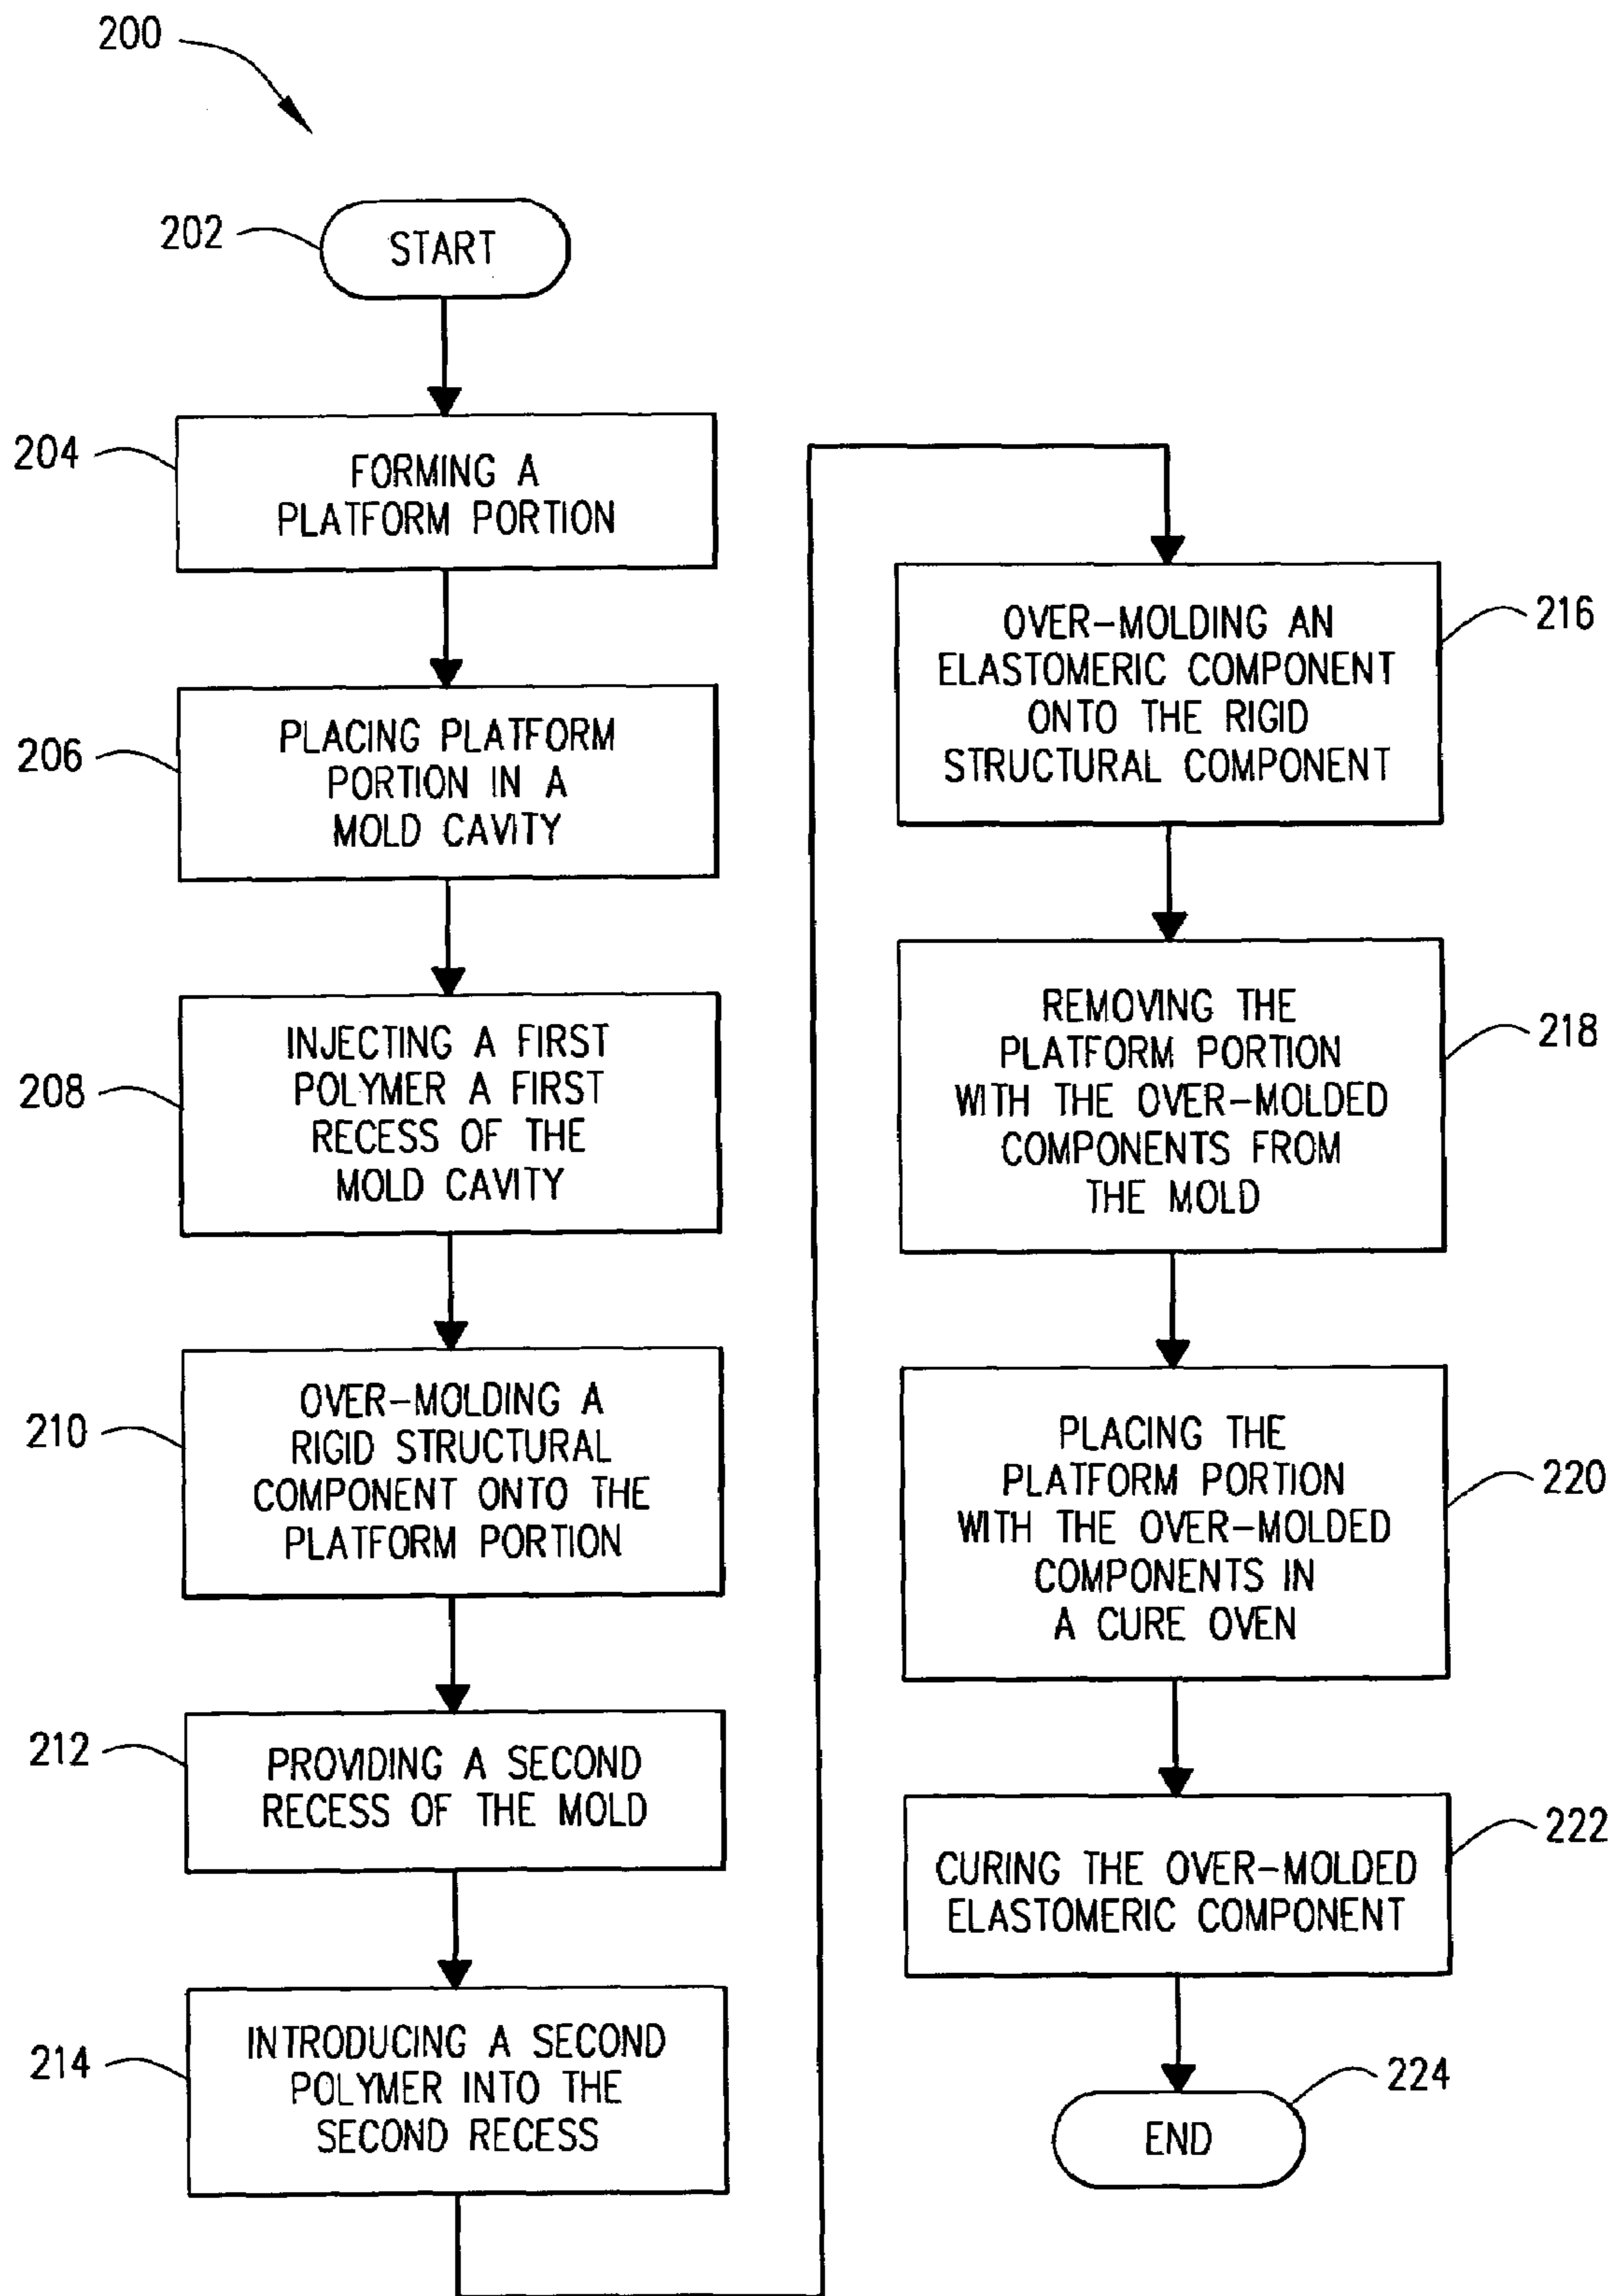 200
202
START
204
FORMING A
PLATFORM PORTION
206
PLACING PLATFORM
PORTION IN A
MOLD CAVITY
208
INJECTING A FIRST
POLYMER A FIRST
RECESS OF THE
MOLD CAVITY
210
OVER-MOLDING A
RIGID STRUCTURAL
COMPONENT ONTO THE
PLATFORM PORTION
212
PROVIDING A SECOND
RECESS OF THE MOLD
214
INTRODUCING A SECOND
POLYMER INTO THE
SECOND RECESS
OVER-MOLDING AN
ELASTOMERIC COMPONENT
ONTO THE RIGID
STRUCTURAL COMPONENT
216
REMOVING THE
PLATFORM PORTION
WITH THE OVER-MOLDED
COMPONENTS FROM
THE MOLD
218
PLACING THE
PLATFORM PORTION
WITH THE OVER-MOLDED
COMPONENTS IN
A CURE OVEN
220
CURING THE OVER-MOLDED
ELASTOMERIC COMPONENT
222
END
224